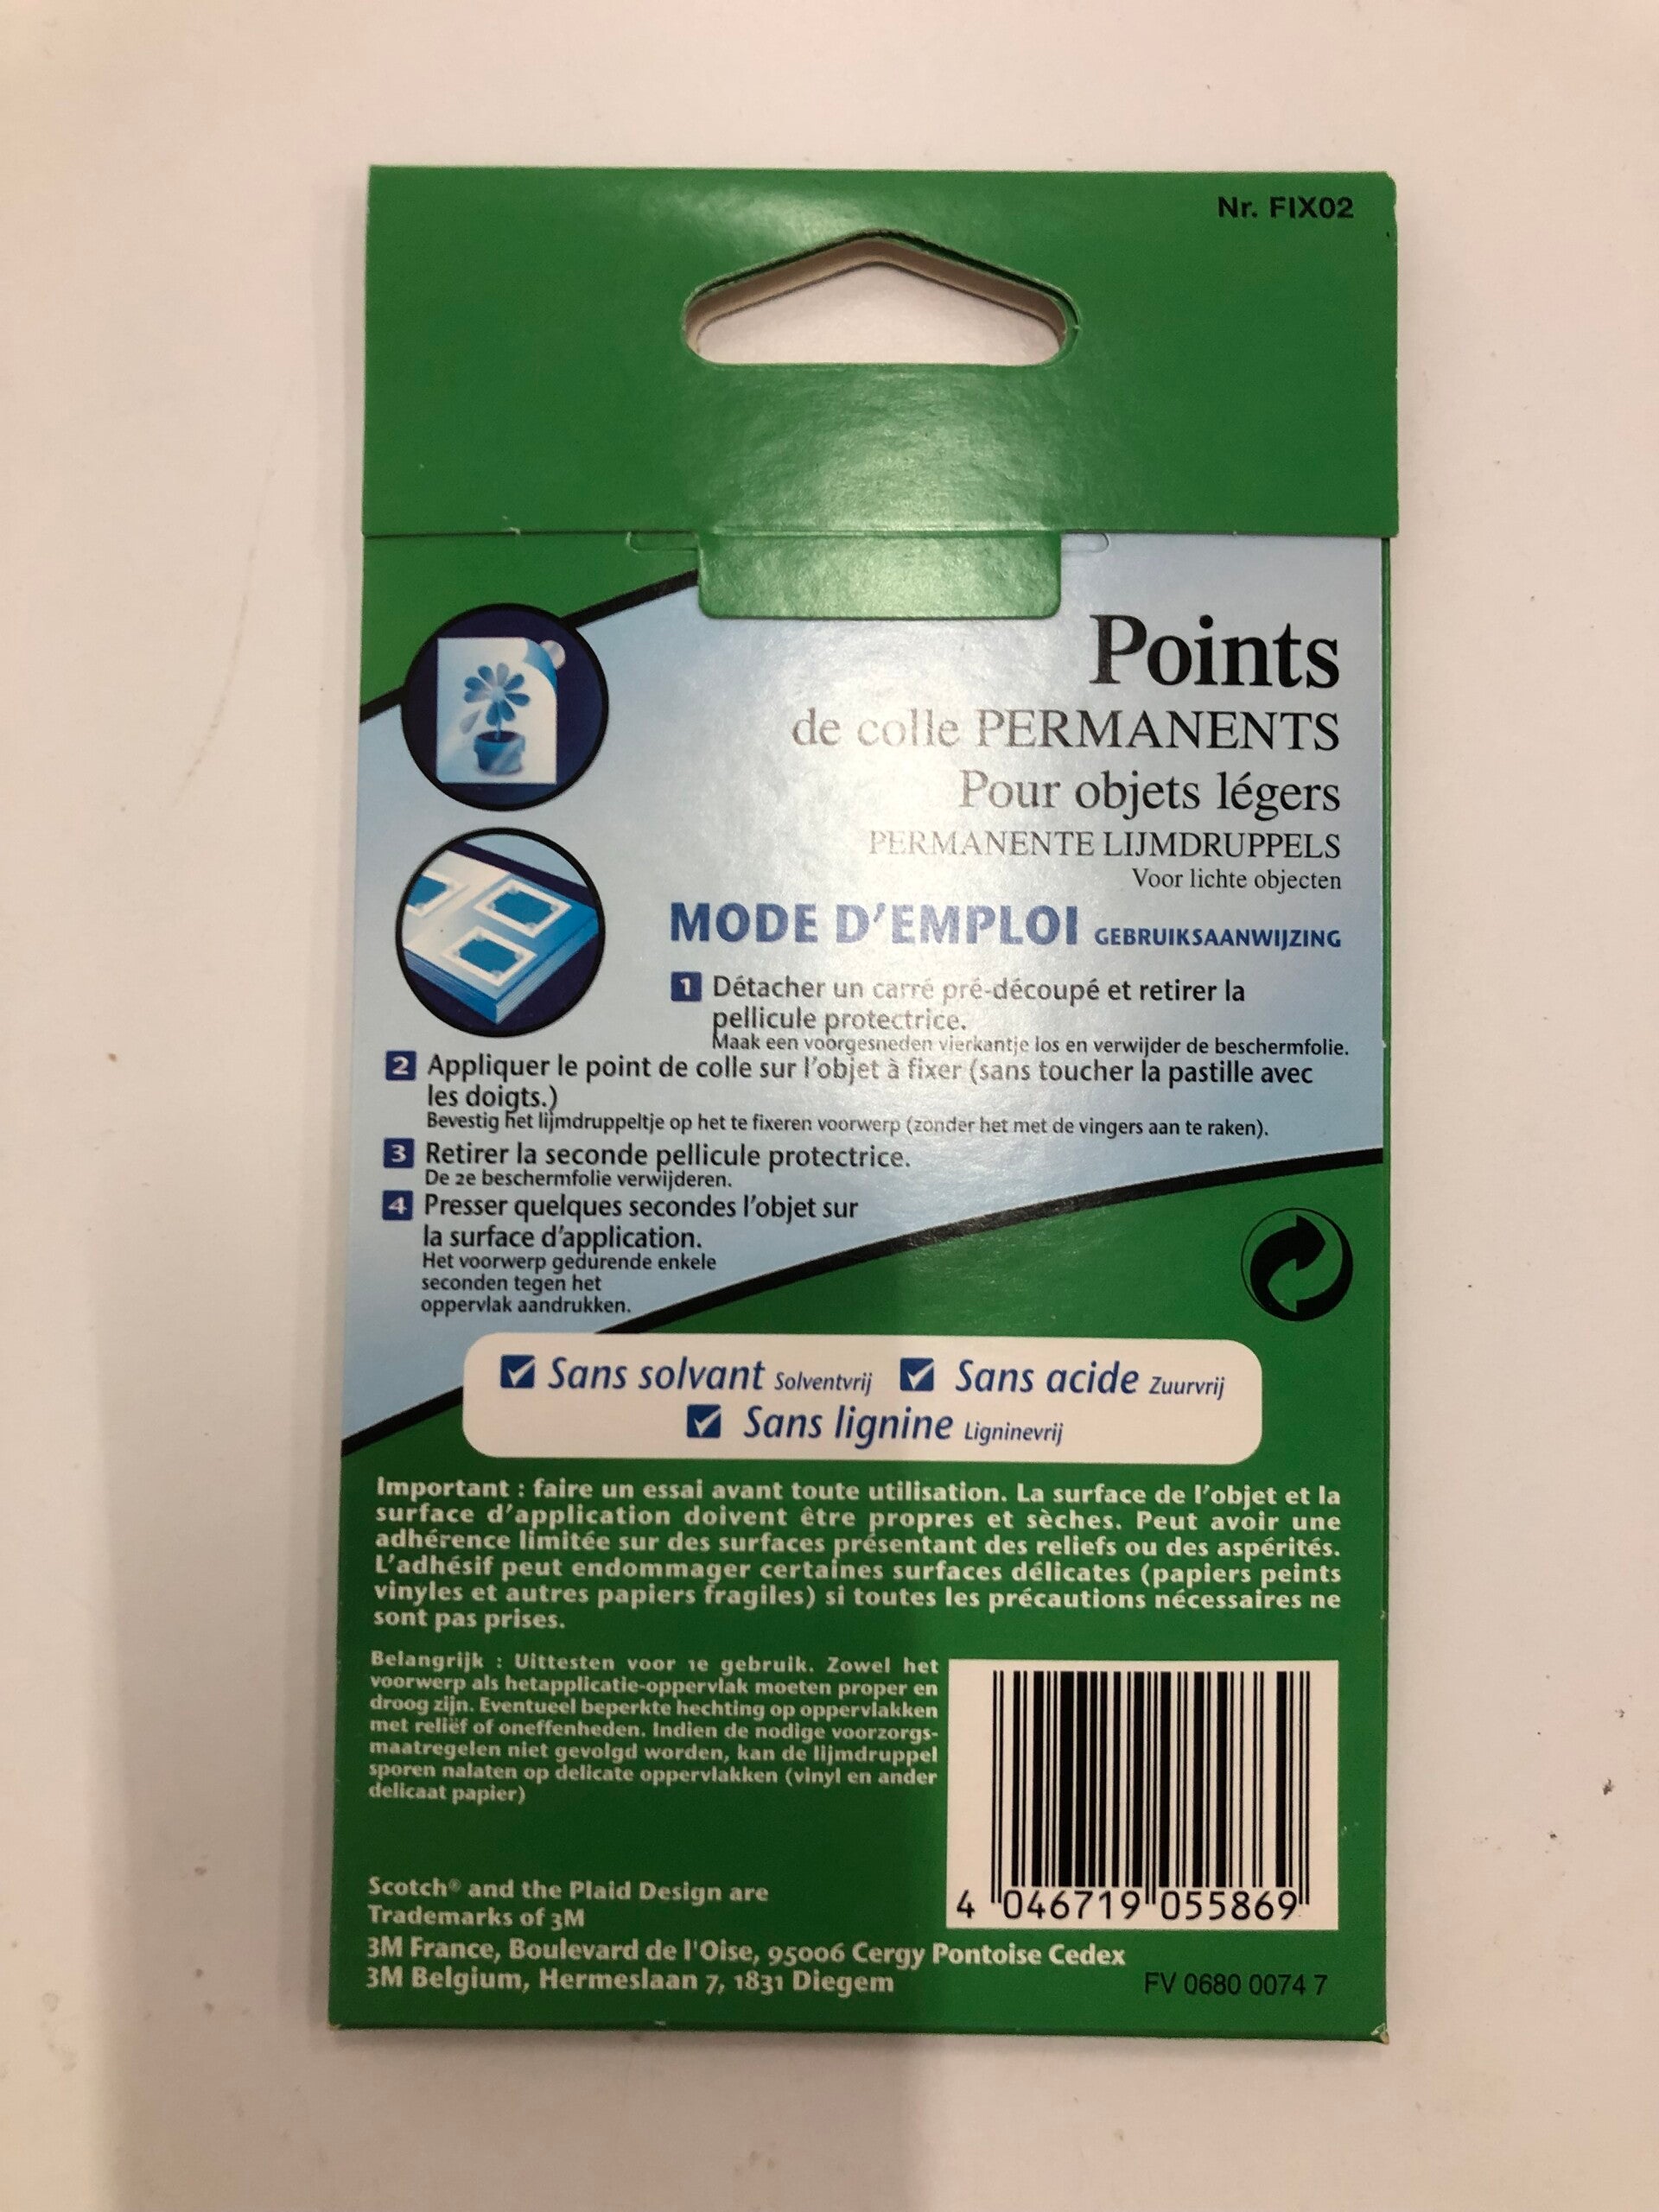 Nr. FIX02
Points
de colle PERMANENTS
Pour objets légers
PERMANENTE LIJMDRUPPELS
Voor lichte objecten
MODE D'EMPLOI GEBRUIKSAANWIJZING
1 Détacher un carré pré-découpé et retirer la
pellicule protectrice.
Maak een voorgesneden vierkantje los en verwijder de beschermfolie.
2 Appliquer le point de colle sur l'objet à fixer (sans toucher la pastille avec
les doigts.)
Bevestig het lijmdruppeltje op het te fixeren voorwerp (zonder het met de vingers aan te raken).
3 Retirer la seconde pellicule protectrice.
De 2e beschermfolie verwijderen.
4 Presser quelques secondes l'objet sur
la surface d'application.
Het voorwerp gedurende enkele
seconden tegen het
oppervlak aandrukken.
Sans solvant Solventvrij Sans acide Zuurvrij
Sans lignine Ligninevrij
Important : faire un essai avant toute utilisation. La surface de l'objet et la
surface d'application doivent être propres et sèches. Peut avoir une
adhérence limitée sur des surfaces présentant des reliefs ou des aspérités.
L'adhésif peut endommager certaines surfaces délicates (papiers peints
vinyles et autres papiers fragiles) si toutes les précautions nécessaires ne
sont pas prises.
Belangrijk : Uittesten voor 1e gebruik. Zowel het
voorwerp als hetapplicatie-oppervlak moeten proper en
droog zijn. Eventueel beperkte hechting op oppervlakken
met reliëf of oneffenheden. Indien de nodige voorzorgs-
maatregelen niet gevolgd worden, kan de lijmdruppel
sporen nalaten op delicate oppervlakken (vinyl en ander
delicaat papier)
4 046719 055869
Scotch® and the Plaid Design are
Trademarks of 3M
3M France, Boulevard de l'Oise, 95006 Cergy Pontoise Cedex
3M Belgium, Hermeslaan 7, 1831 Diegem
FV 0680 0074 7